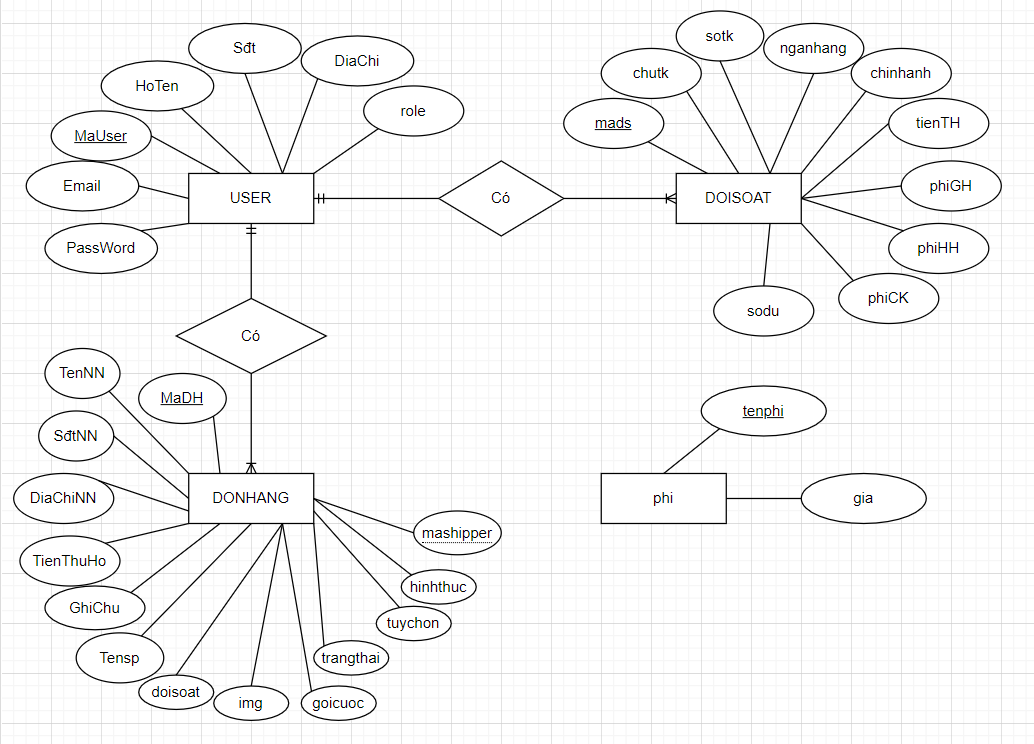 Sđt
DiaChi
HoTen
role
MaUser
Email
USER
PassWord
Có
sotk
nganhang
chutk
chinhanh
mads
tienTH
phiGH
DOISOAT
phiHH
phiCK
sodu
Có
TenNN
MaDH
SđtNN
DiaChiNN
DONHANG
mashipper
TienThuHo
hinhthuc
GhiChu
tuychon
Tensp
trangthai
doisoat
img
goicuoc
tenphi
phi
gia